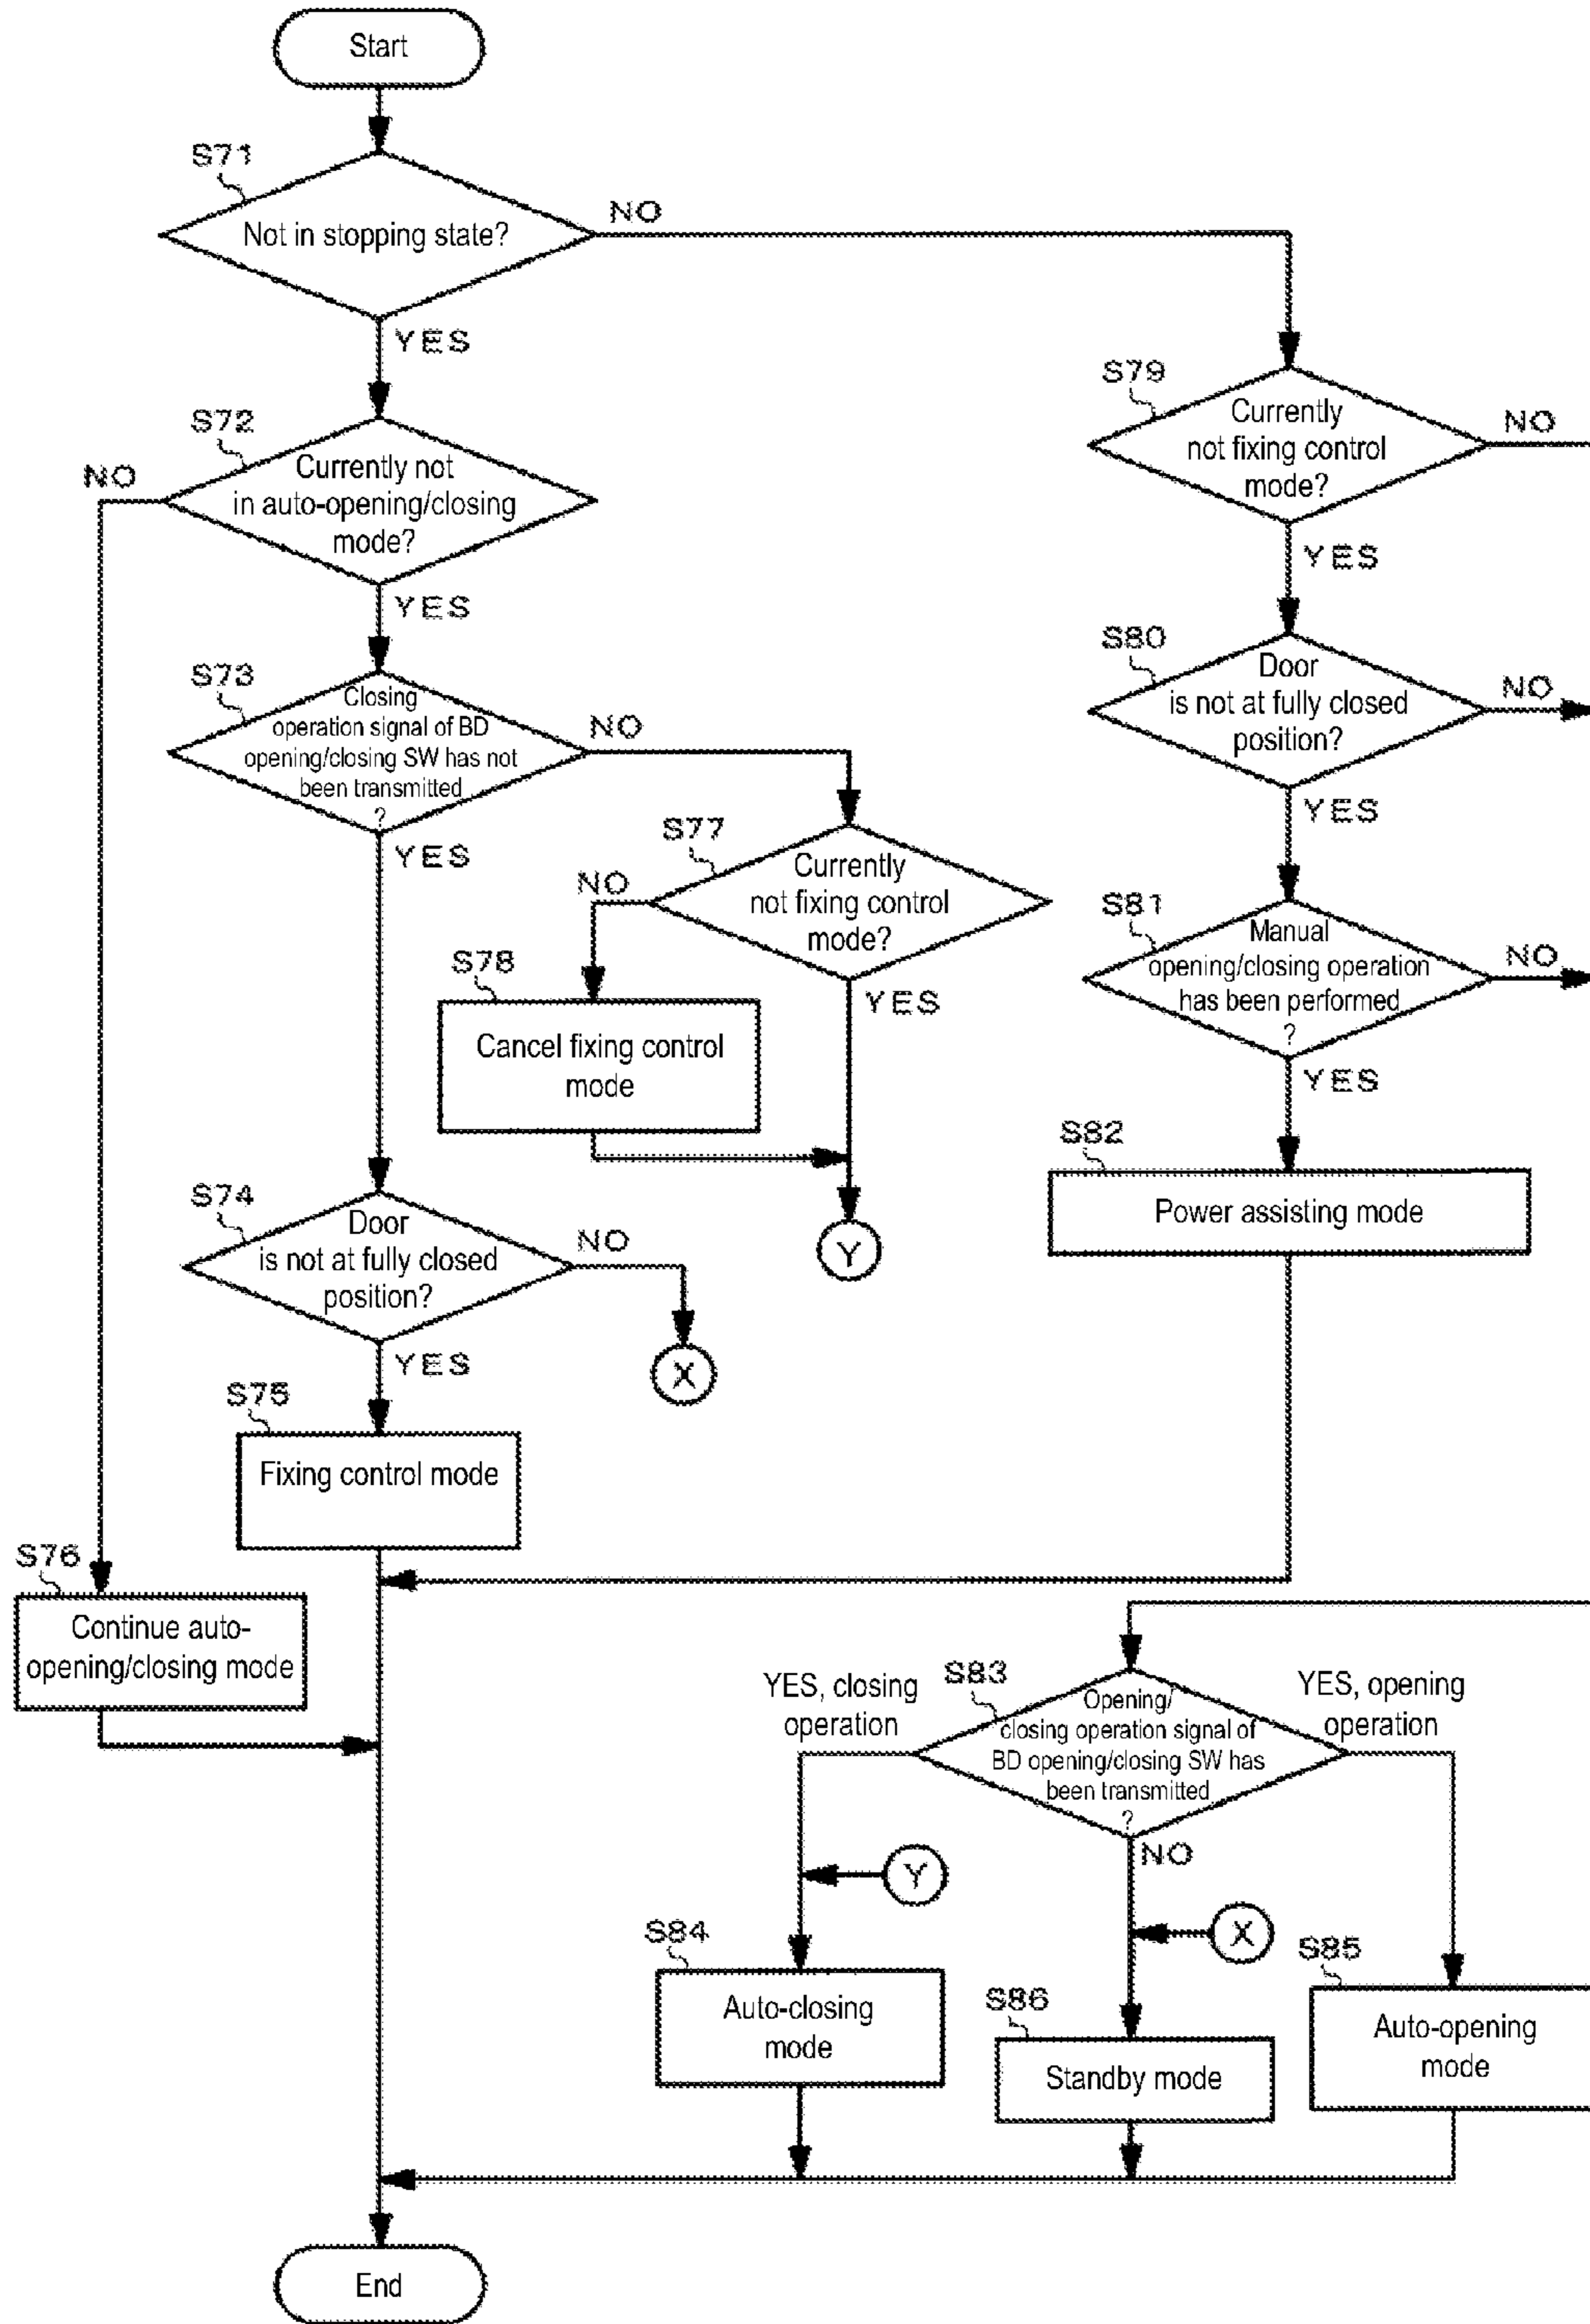 Start
S71
Not in stopping state?
NO
YES
S72
Currently not
in auto-opening/closing
mode?
NO
YES
S73
Closing
operation signal of BD
opening/closing SW has not
been transmitted
?
NO
YES
S77
Currently
not fixing control
mode?
NO
YES
S78
Cancel fixing control
mode
Y
S74
Door
is not at fully closed
position?
NO
YES
X
S75
Fixing control mode
S76
Continue auto-
opening/closing mode
S79
Currently
not fixing control
mode?
NO
YES
S80
Door
is not at fully closed
position?
NO
YES
S81
Manual
opening/closing operation
has been performed
?
NO
YES
S82
Power assisting mode
S83
Opening/
closing operation signal of
BD opening/closing SW has
been transmitted
?
YES, closing
operation
YES, opening
operation
NO
Y
X
S84
Auto-closing
mode
S86
Standby mode
S85
Auto-opening
mode
End